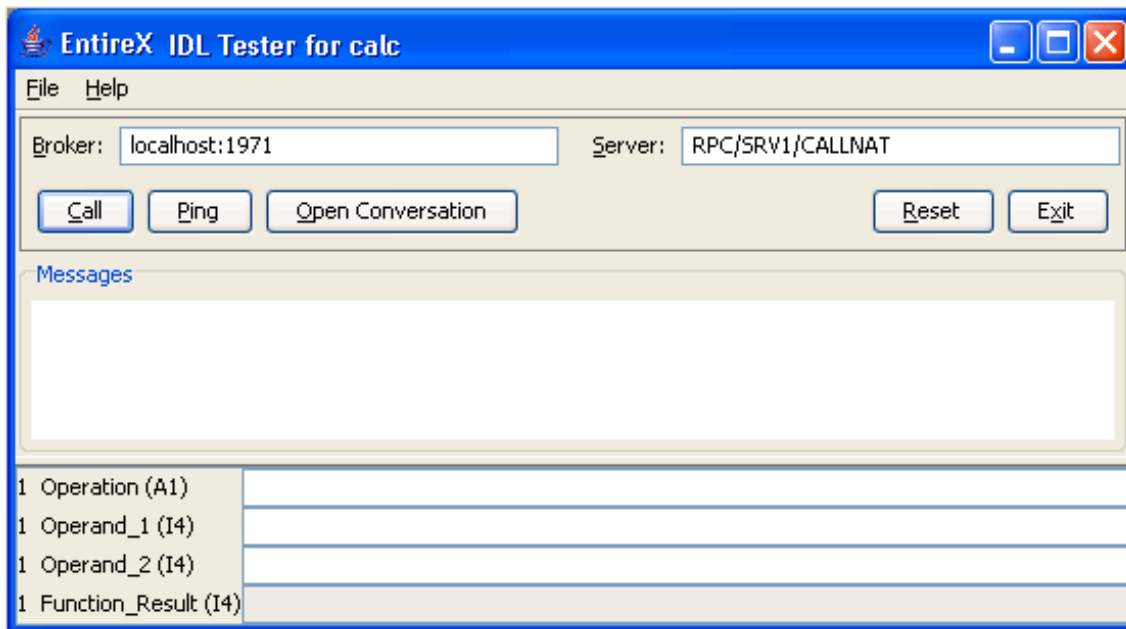 EntireX IDL Tester for calc
File Help
Broker: localhost:1971 Server: RPC/SRV1/CALLNAT
Call Ping Open Conversation Reset Exit
Messages
1 Operation (A1)
1 Operand_1 (I4)
1 Operand_2 (I4)
1 Function_Result (I4)